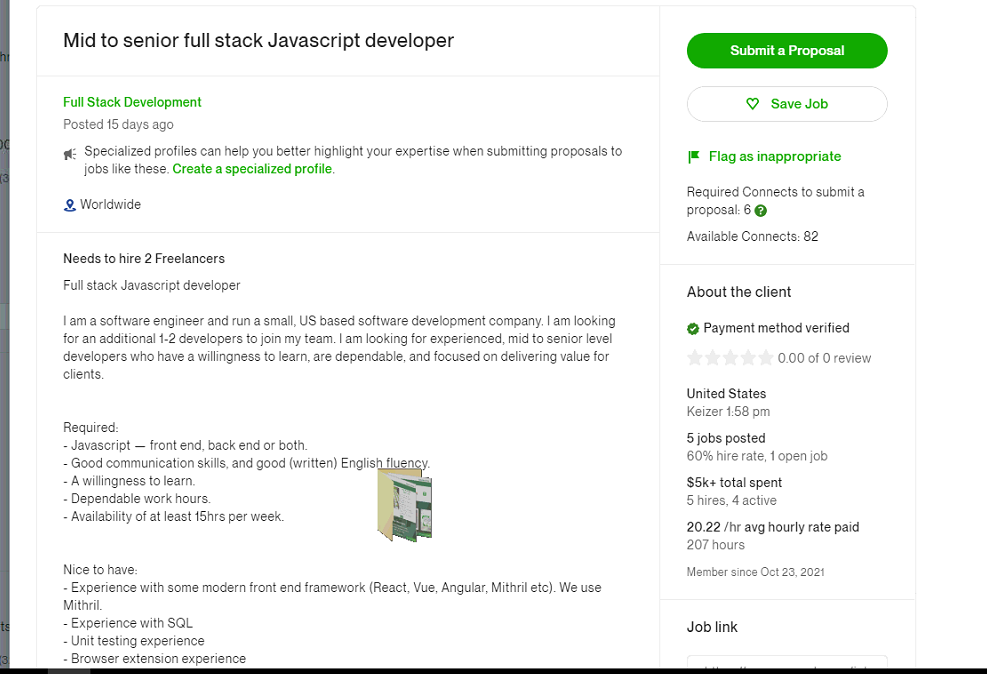 Mid to senior full stack Javascript developer
Full Stack Development
Posted 15 days ago
Specialized profiles can help you better highlight your expertise when submitting proposals to
jobs like these. Create a specialized profile.
Worldwide
Needs to hire 2 Freelancers
Full stack Javascript developer
I am a software engineer and run a small, US based software development company. I am looking
for an additional 1-2 developers to join my team. I am looking for experienced, mid to senior level
developers who have a willingness to learn, are dependable, and focused on delivering value for
clients.
Required:
- Javascript — front end, back end or both.
- Good communication skills, and good (written) English fluency.
- A willingness to learn.
- Dependable work hours.
- Availability of at least 15hrs per week.
Nice to have:
- Experience with some modern front end framework (React, Vue, Angular, Mithril etc). We use
Mithril.
- Experience with SQL
- Unit testing experience
- Browser extension experience
Submit a Proposal
Save Job
Flag as inappropriate
Required Connects to submit a
proposal: 6 ?
Available Connects: 82
About the client
Payment method verified
0.00 of 0 review
United States
Keizer 1:58 pm
5 jobs posted
60% hire rate, 1 open job
$5k+ total spent
5 hires, 4 active
20.22 /hr avg hourly rate paid
207 hours
Member since Oct 23, 2021
Job link